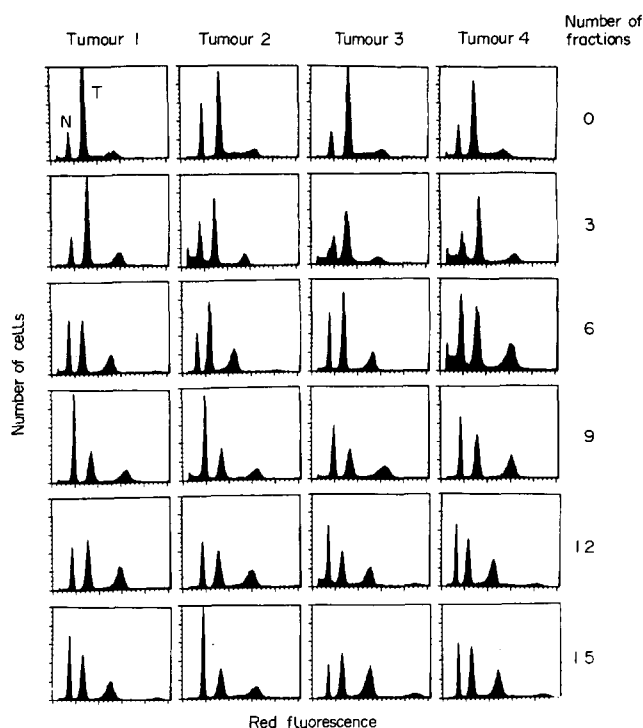 Number of
fractions
Tumour 1 Tumour 2 Tumour 3 Tumour 4
N T
0
3
6
9
12
15
Number of cells
Red fluorescence